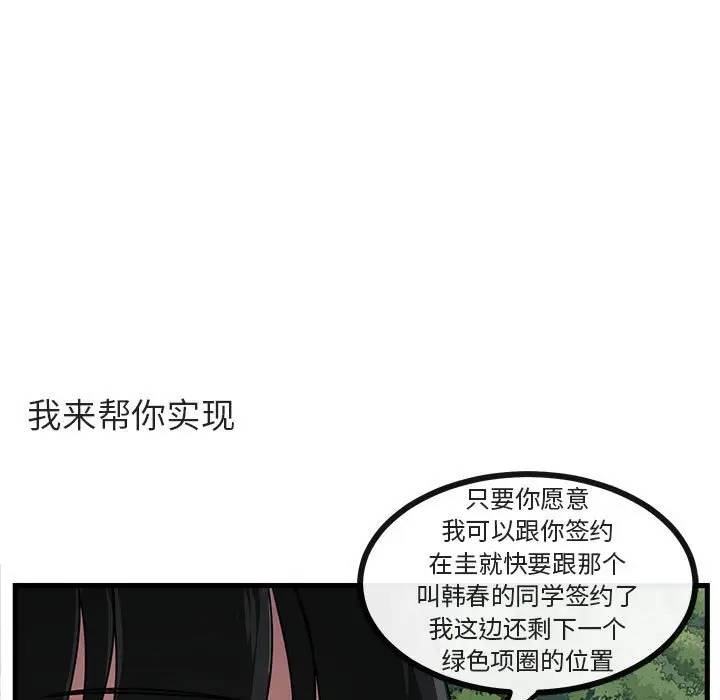 我来帮你实现
只要你愿意
我可以跟你签约
在圭就快要跟那个
叫韩春的同学签约了
我这边还剩下一个
绿色项圈的位置